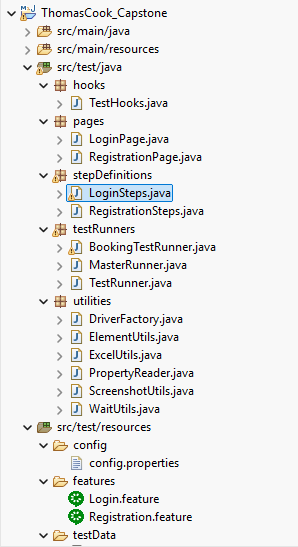 ThomasCook_Capstone
src/main/java
src/main/resources
src/test/java
hooks
TestHooks.java
pages
LoginPage.java
RegistrationPage.java
stepDefinitions
LoginSteps.java
RegistrationSteps.java
testRunners
BookingTestRunner.java
MasterRunner.java
TestRunner.java
utilities
DriverFactory.java
ElementUtils.java
ExcelUtils.java
PropertyReader.java
ScreenshotUtils.java
WaitUtils.java
src/test/resources
config
config.properties
features
Login.feature
Registration.feature
testData